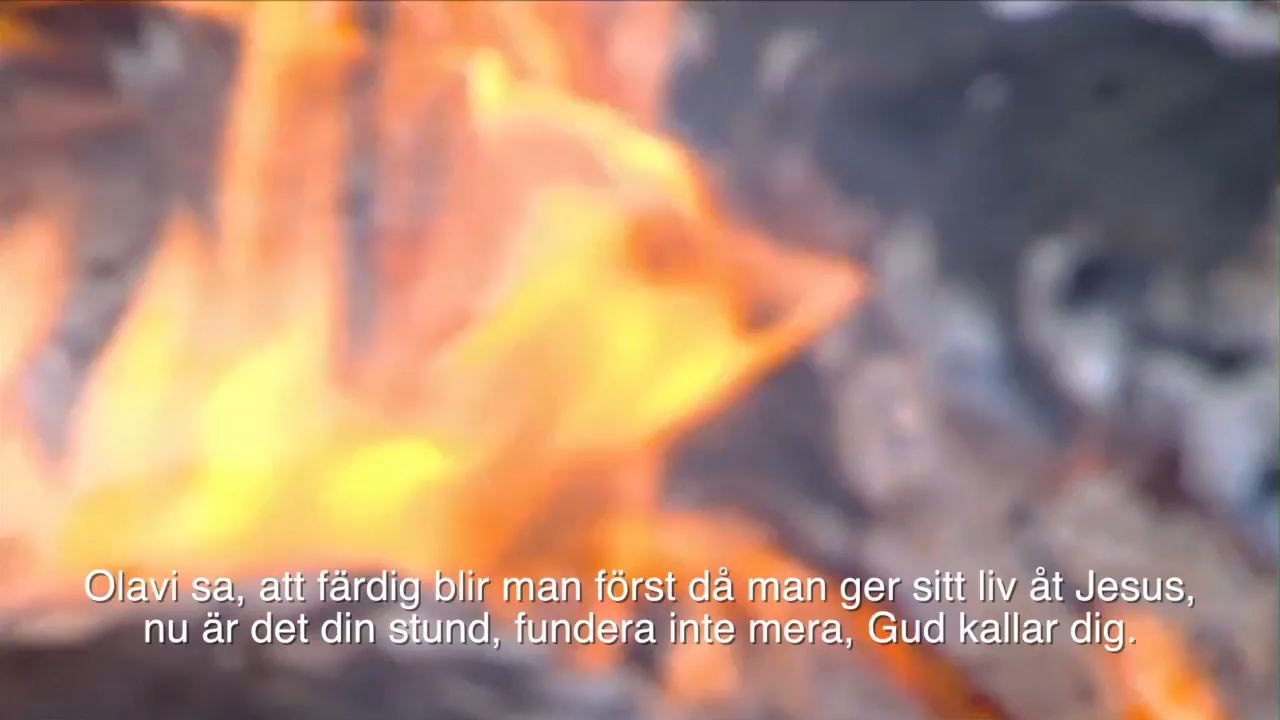 Olavi sa, att färdig blir man först då man ger sitt liv åt Jesus,
nu är det din stund, fundera inte mera, Gud kallar dig.